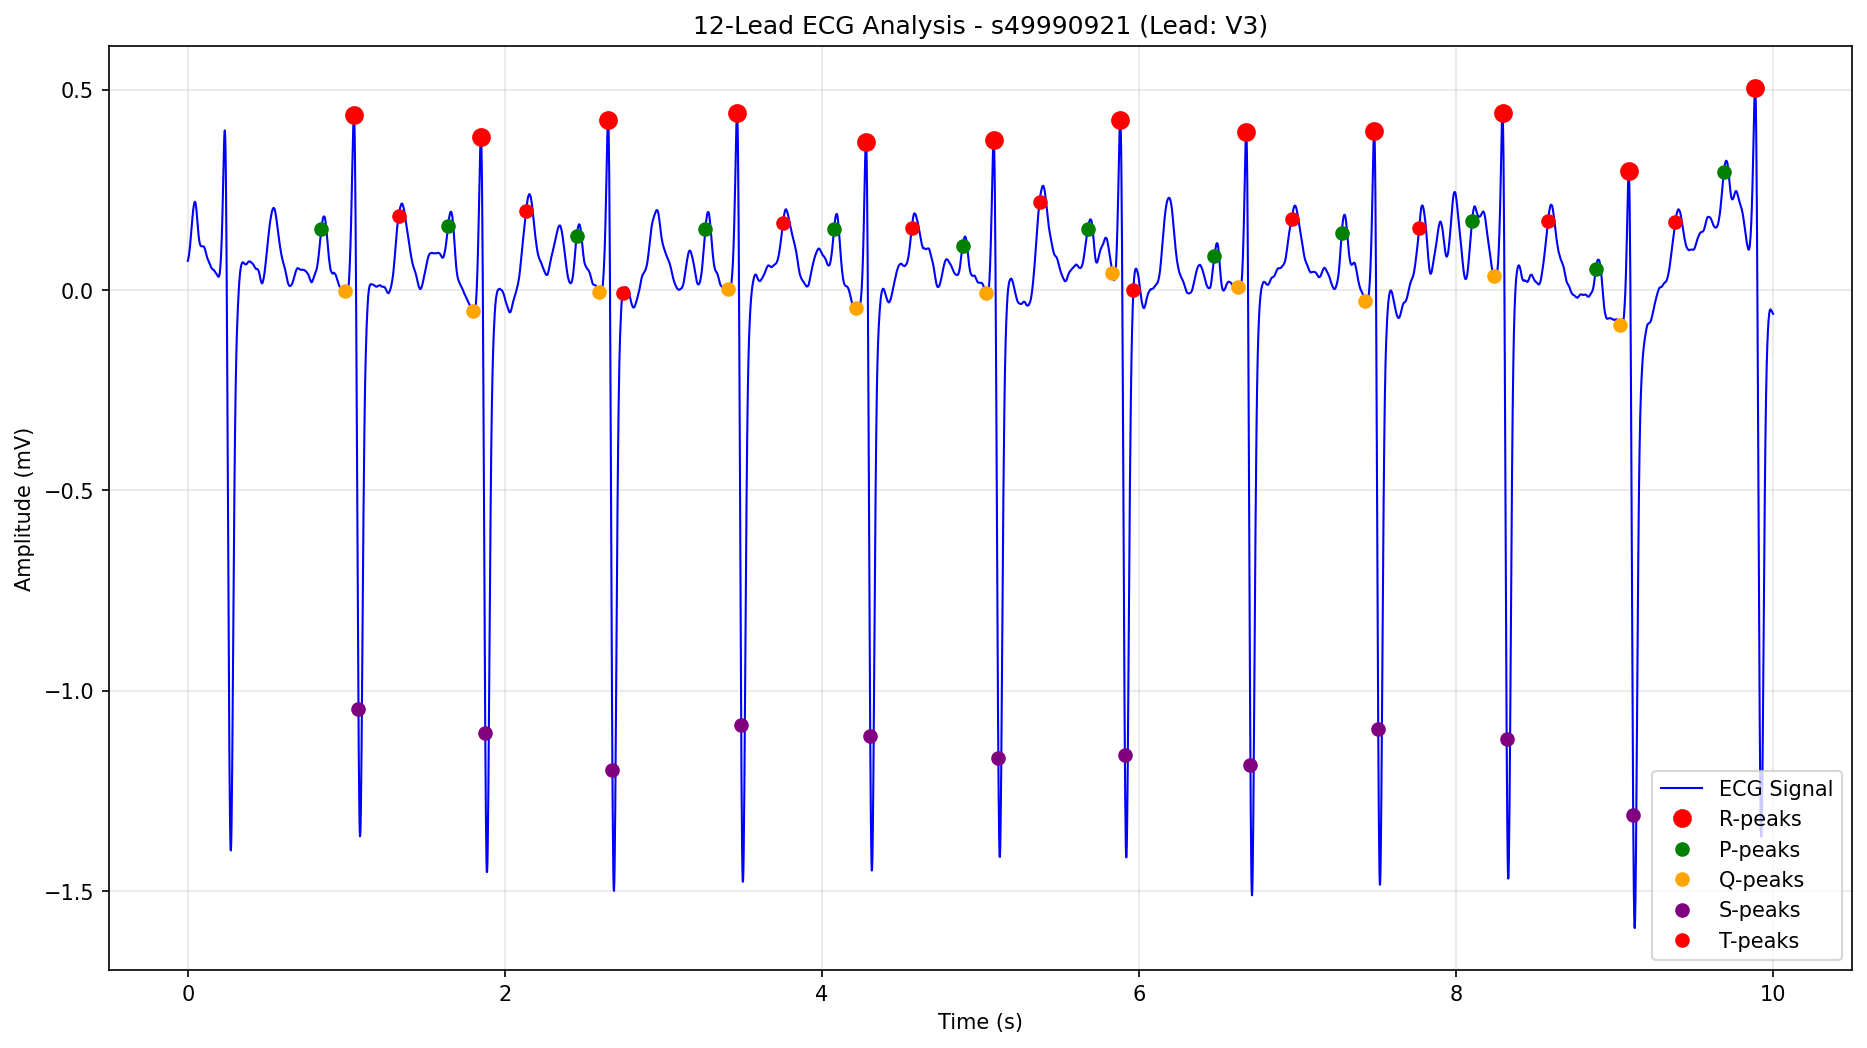 12-Lead ECG Analysis - s49990921 (Lead: V3)
0.5
0.0
−0.5
−1.0
−1.5
Amplitude (mV)
0 2 4 6 8 10
Time (s)
ECG Signal
R-peaks
P-peaks
Q-peaks
S-peaks
T-peaks